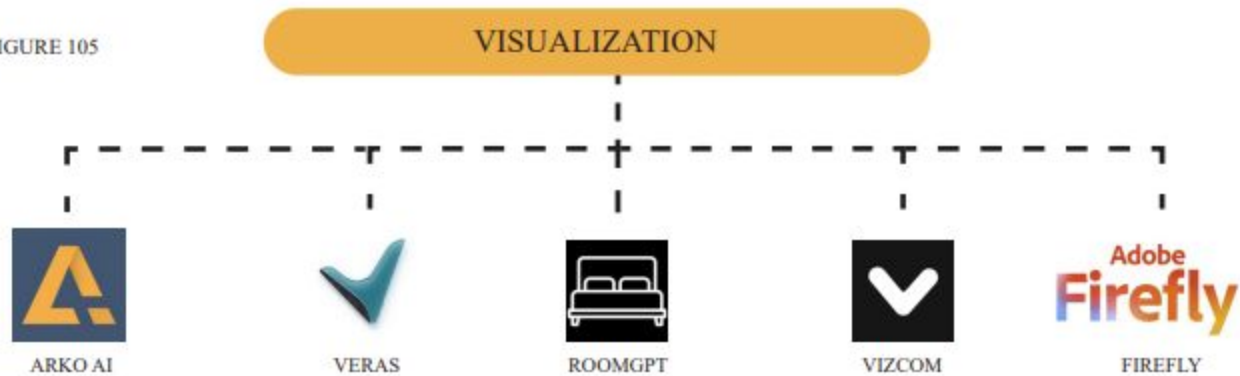 IGURE 105
VISUALIZATION
Adobe
Firefly
ARKO AI
VERAS
ROOMGPT
VIZCOM
FIREFLY